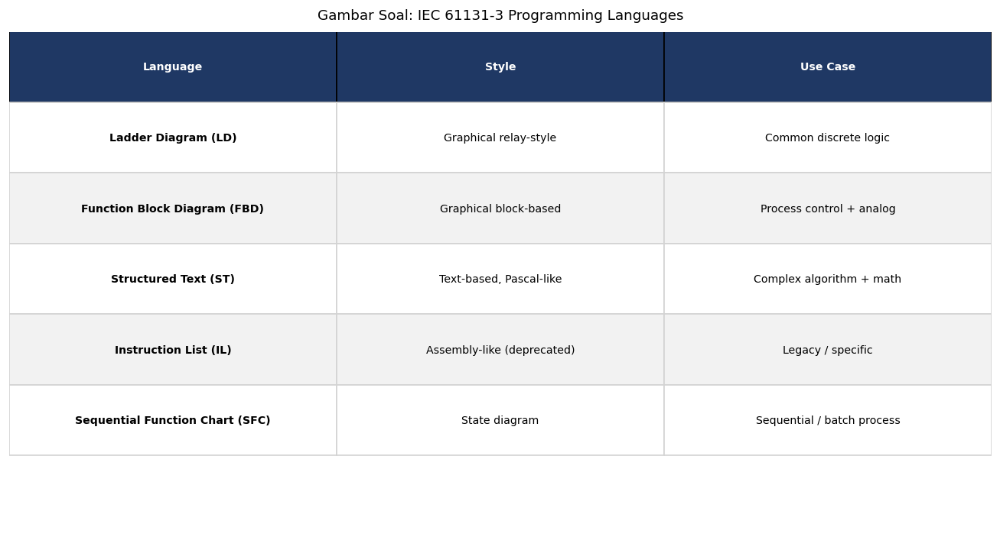 Gambar Soal: IEC 61131-3 Programming Languages
Language Style Use Case
Ladder Diagram (LD) Graphical relay-style Common discrete logic
Function Block Diagram (FBD) Graphical block-based Process control + analog
Structured Text (ST) Text-based, Pascal-like Complex algorithm + math
Instruction List (IL) Assembly-like (deprecated) Legacy / specific
Sequential Function Chart (SFC) State diagram Sequential / batch process